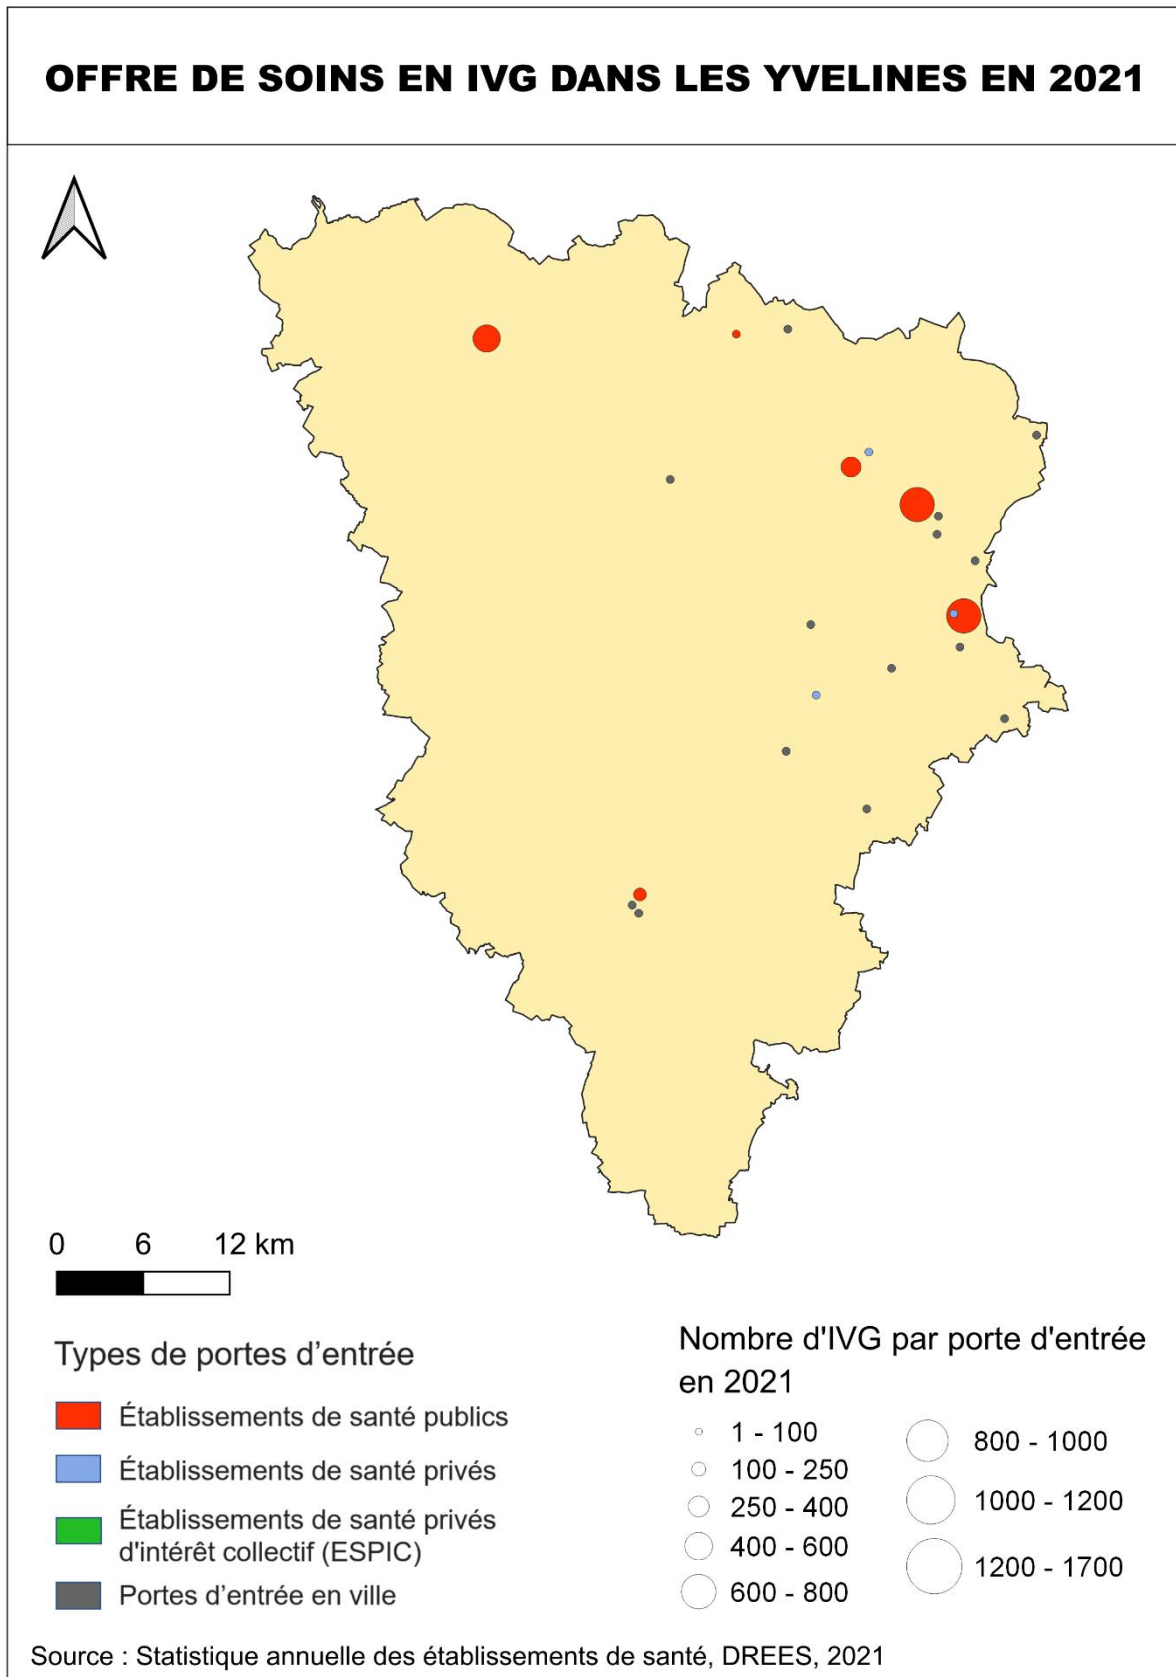 OFFRE DE SOINS EN IVG DANS LES YVELINES EN 2021
0 6 12 km
Types de portes d’entrée
Établissements de santé publics
Établissements de santé privés
Établissements de santé privés
d'intérêt collectif (ESPIC)
Portes d’entrée en ville
Nombre d'IVG par porte d'entrée
en 2021
1 - 100
100 - 250
250 - 400
400 - 600
600 - 800
800 - 1000
1000 - 1200
1200 - 1700
Source : Statistique annuelle des établissements de santé, DREES, 2021